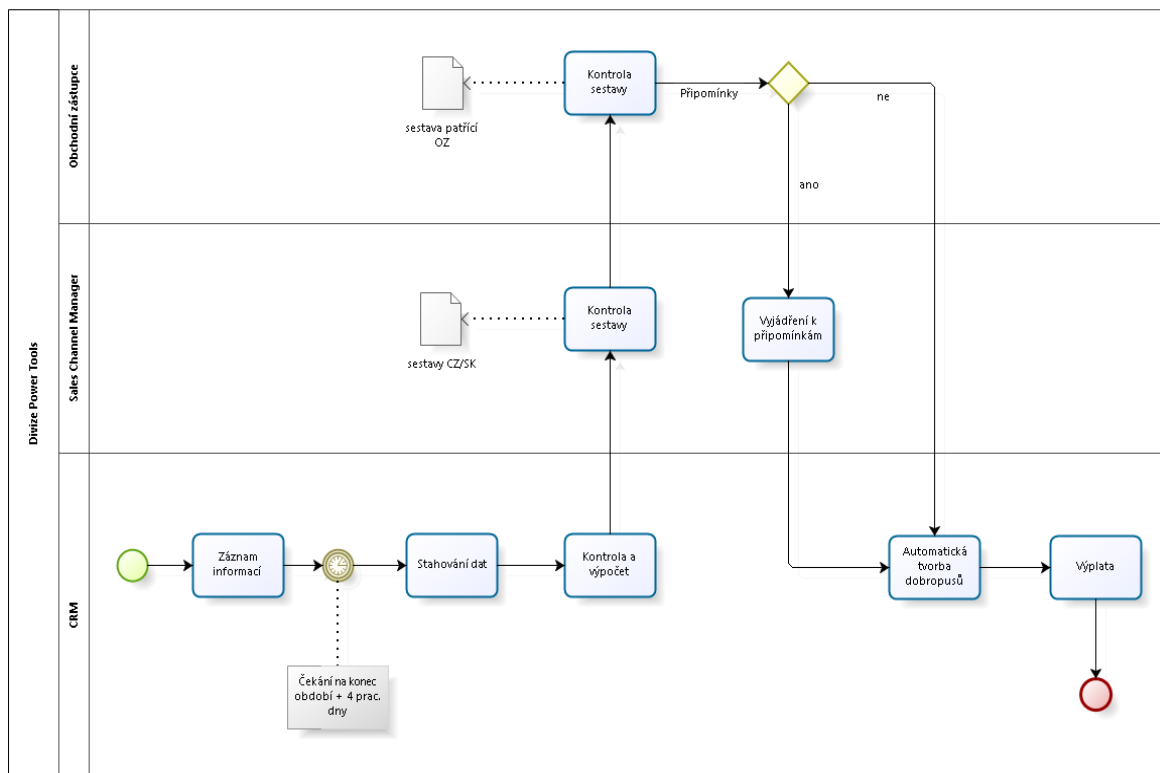 Divize Power Tools
Obchodní zástupce
Kontrola
sestavy
sestava patřící
OZ
Připomínky
ne
ano
Sales Channel Manager
Kontrola
sestavy
sestavy CZ/SK
Vyjádření k
připomínkám
CRM
Záznam
informací
Stahování dat
Kontrola a
výpočet
Automatická
tvorba
dobropusů
Výplata
Čekání na konec
období + 4 prac.
dny